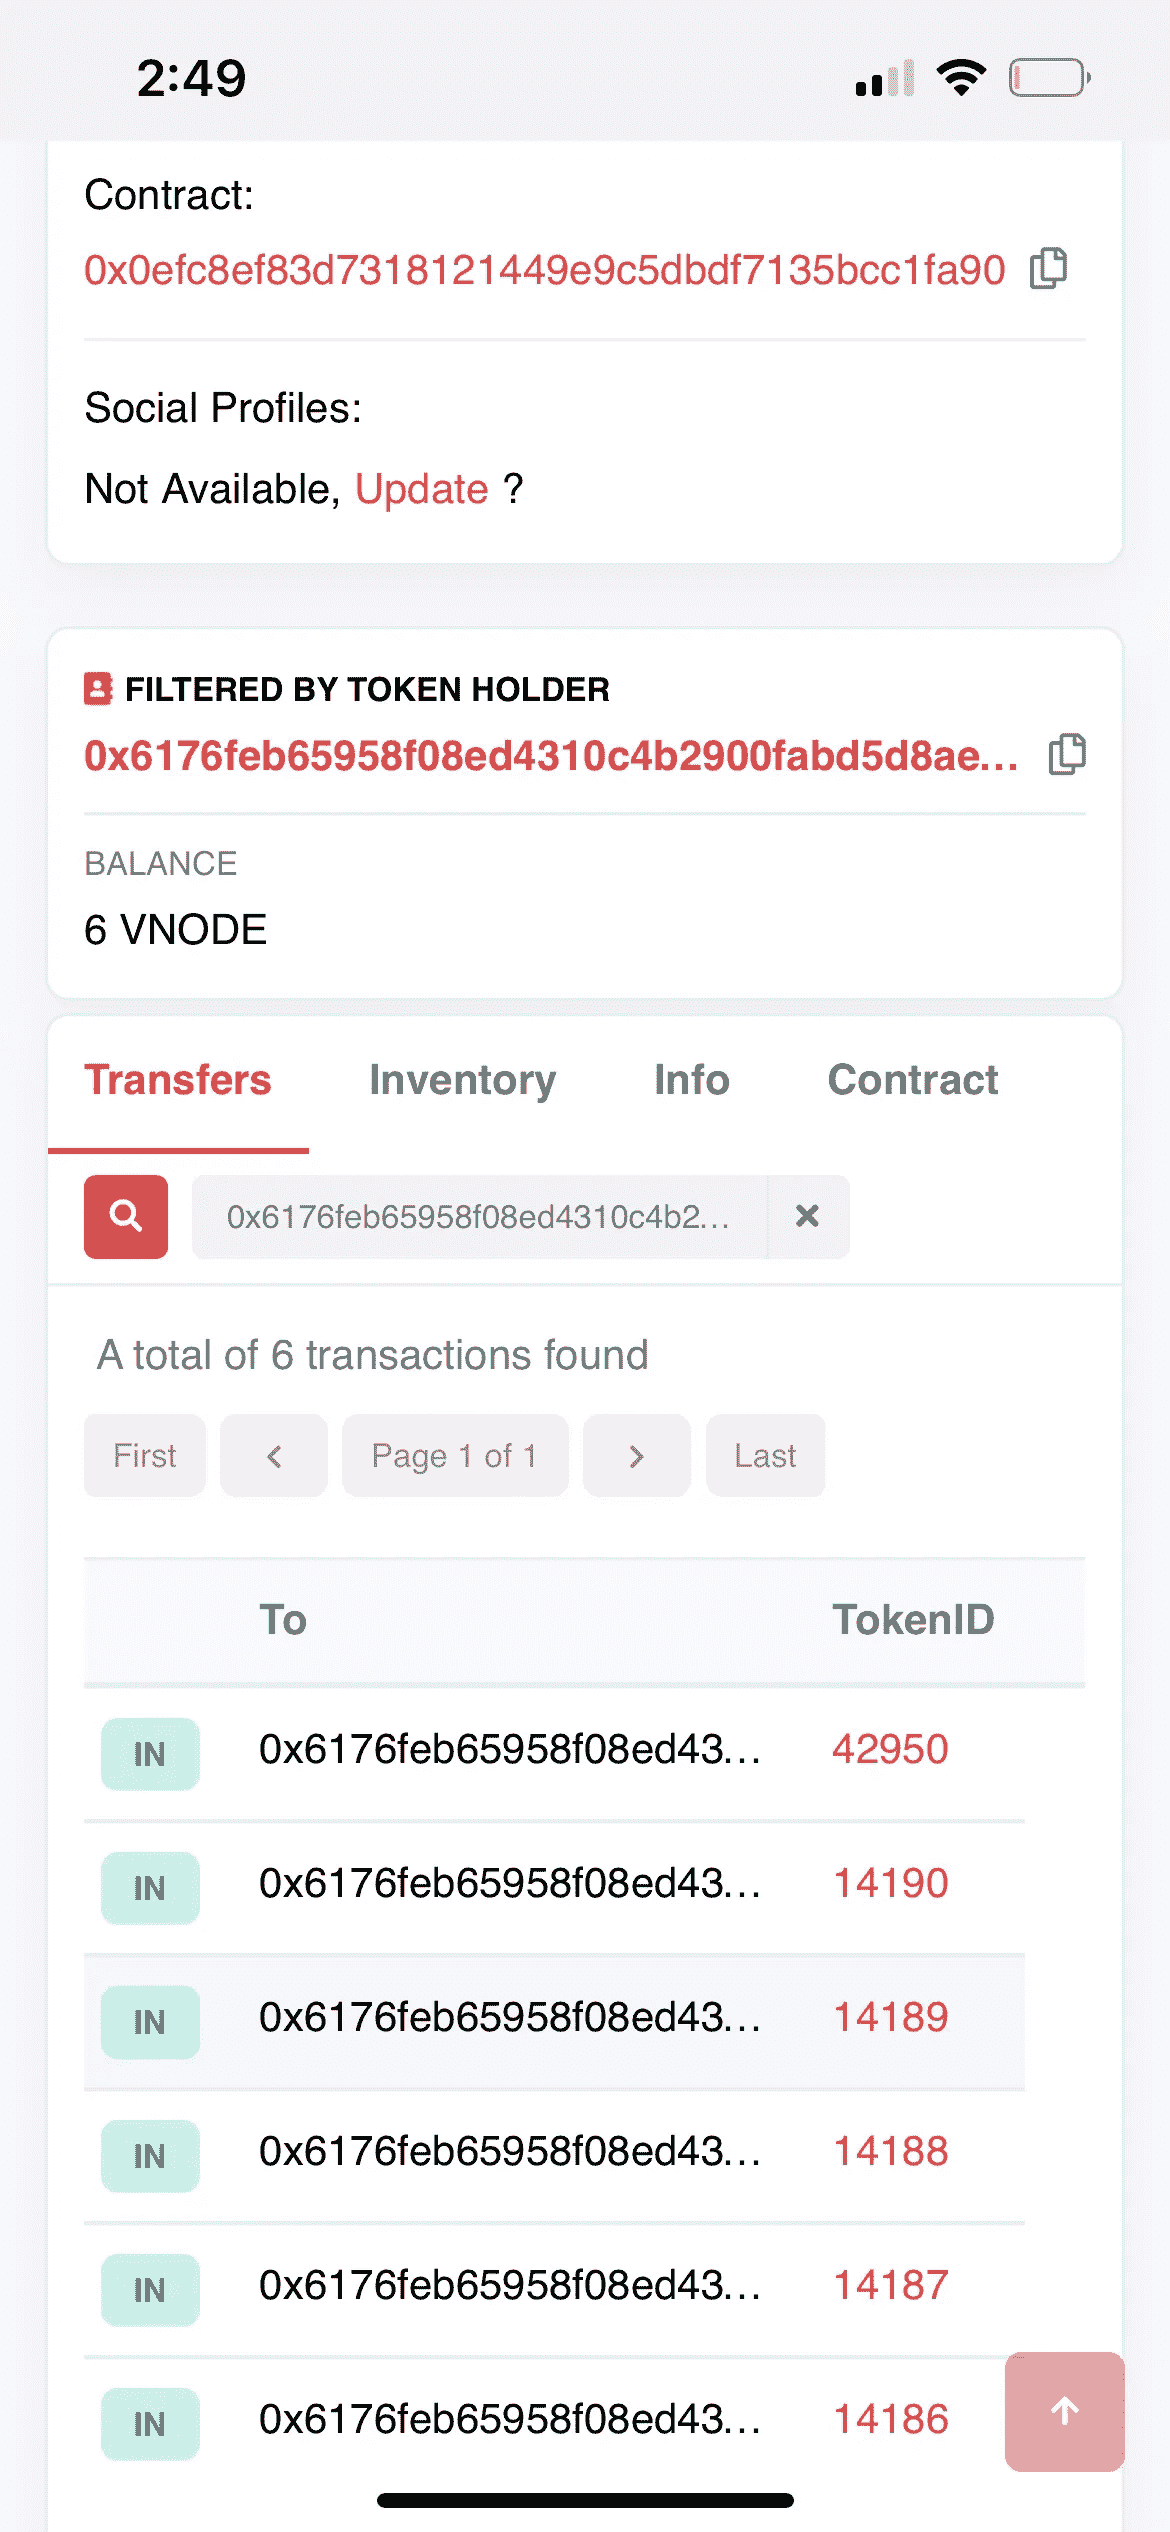 2:49
Contract:
0x0efc8ef83d7318121449e9c5dbdf7135bcc1fa90
Social Profiles:
Not Available, Update ?
FILTERED BY TOKEN HOLDER
0x6176feb65958f08ed4310c4b2900fabd5d8ae...
BALANCE
6 VNODE
Transfers Inventory Info Contract
0x6176feb65958f08ed4310c4b2...
A total of 6 transactions found
First Page 1 of 1 Last
To TokenID
IN 0x6176feb65958f08ed43... 42950
IN 0x6176feb65958f08ed43... 14190
IN 0x6176feb65958f08ed43... 14189
IN 0x6176feb65958f08ed43... 14188
IN 0x6176feb65958f08ed43... 14187
IN 0x6176feb65958f08ed43... 14186